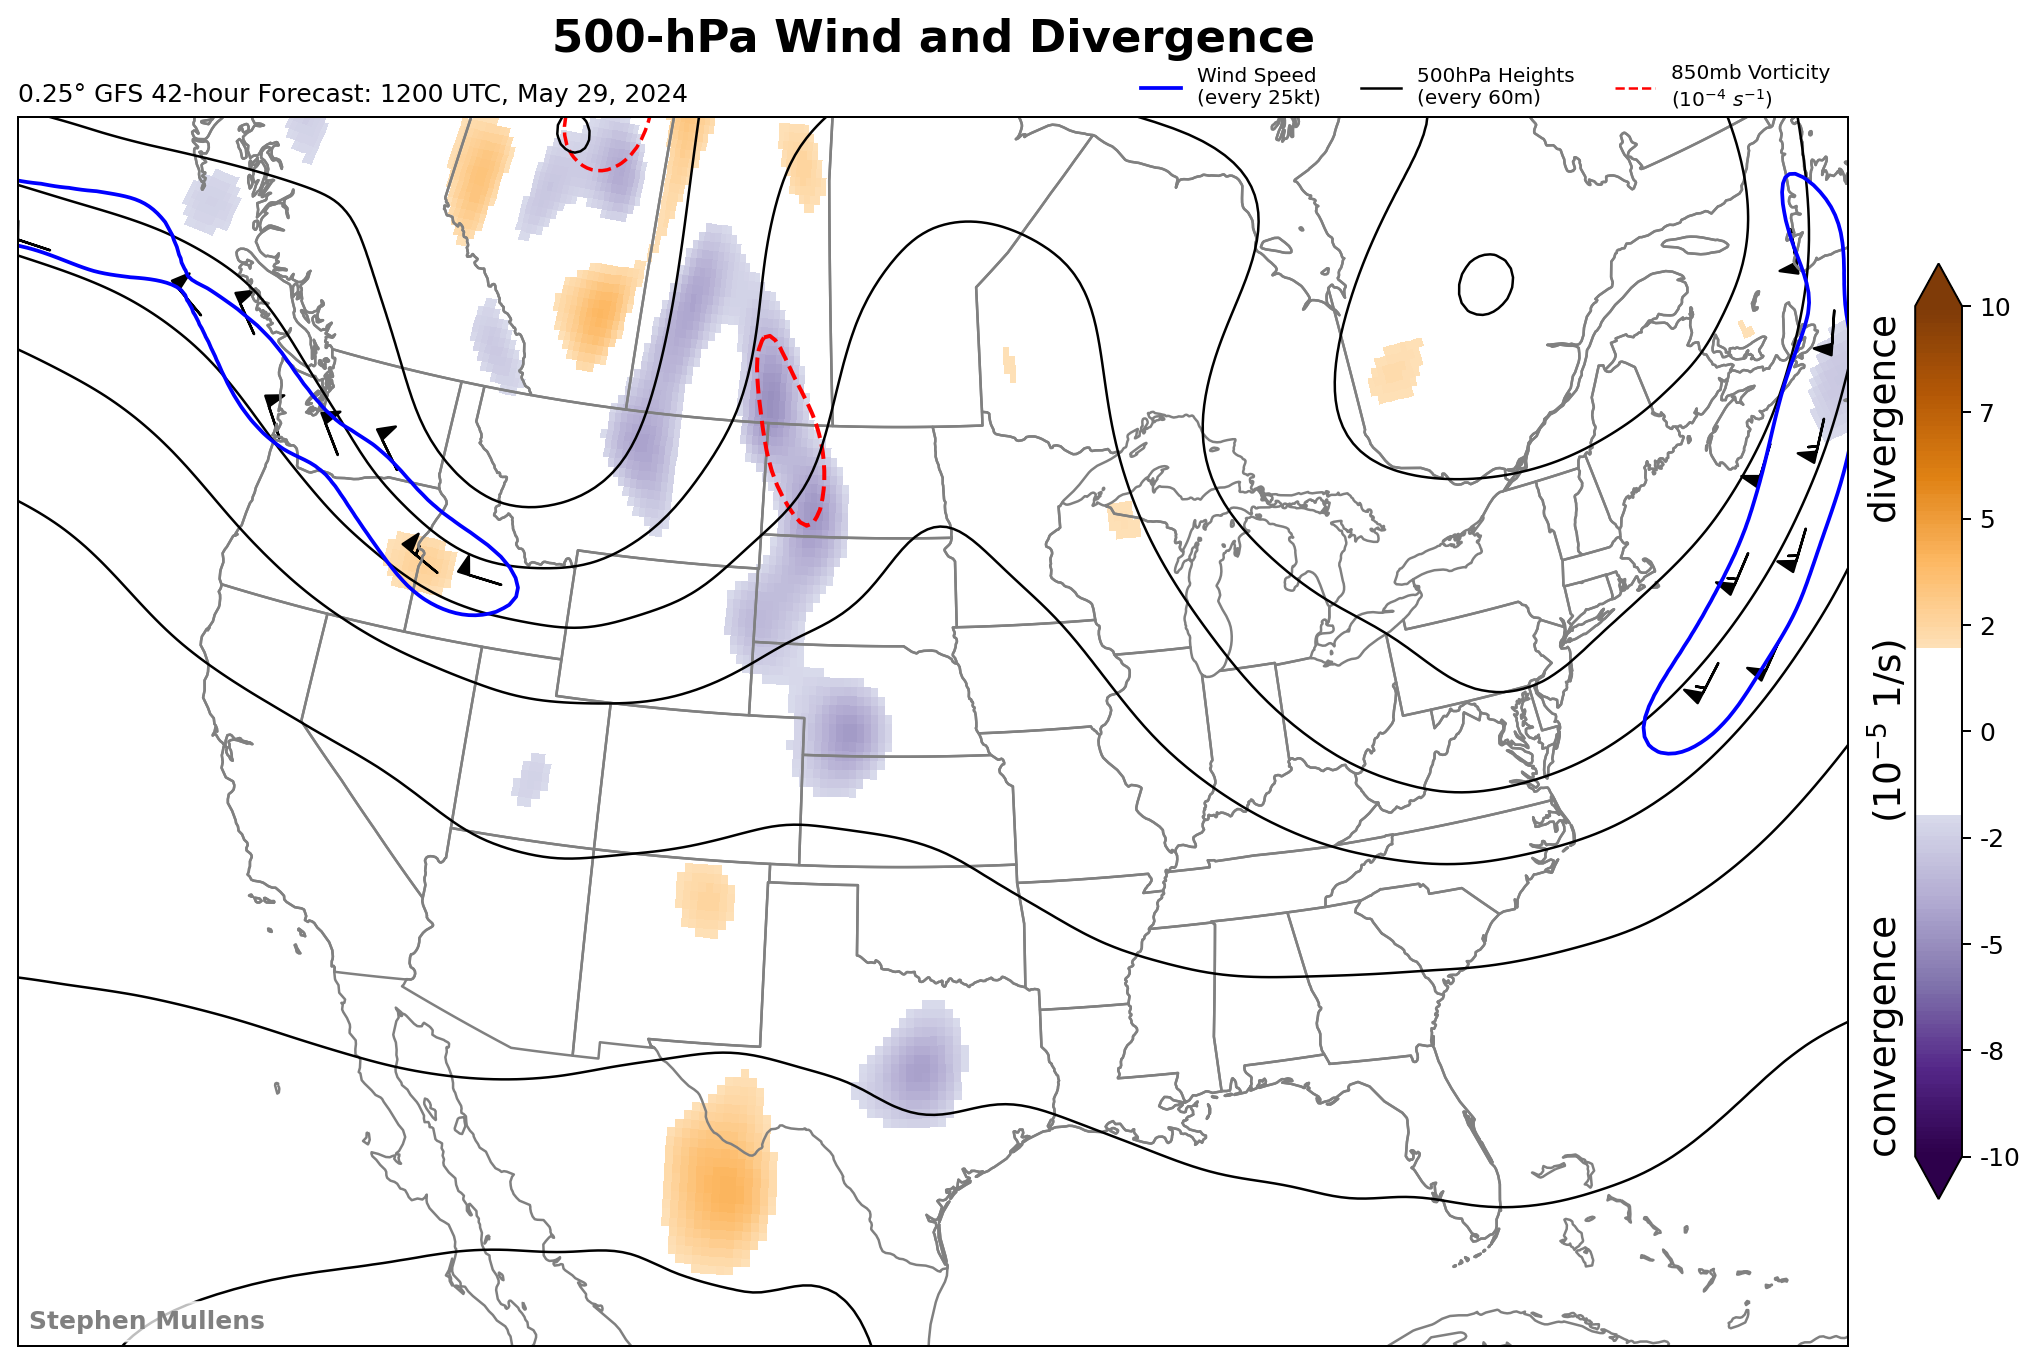 500-hPa Wind and Divergence
0.25° GFS 42-hour Forecast: 1200 UTC, May 29, 2024
Wind Speed
(every 25kt)
500hPa Heights
(every 60m)
850mb Vorticity
(10⁻⁴ s⁻¹)
10
7
5
2
0
-2
-5
-8
-10
convergence (10⁻⁵ 1/s) divergence
Stephen Mullens